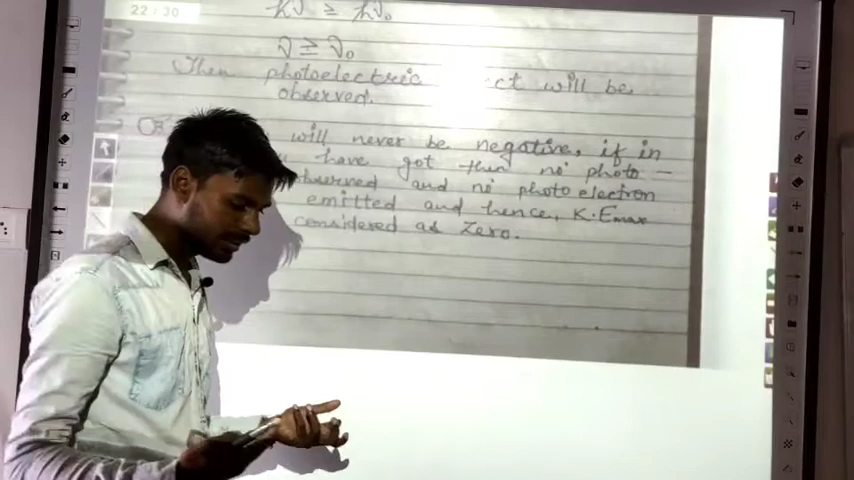 22:30
hν ≥ hν₀
ν ≥ ν₀
Then photoelectric ct will be
observed.
will never be negative, if in
have got then no photo -
observed and no photo electron
emitted and hence, K.Emax
considered as Zero.